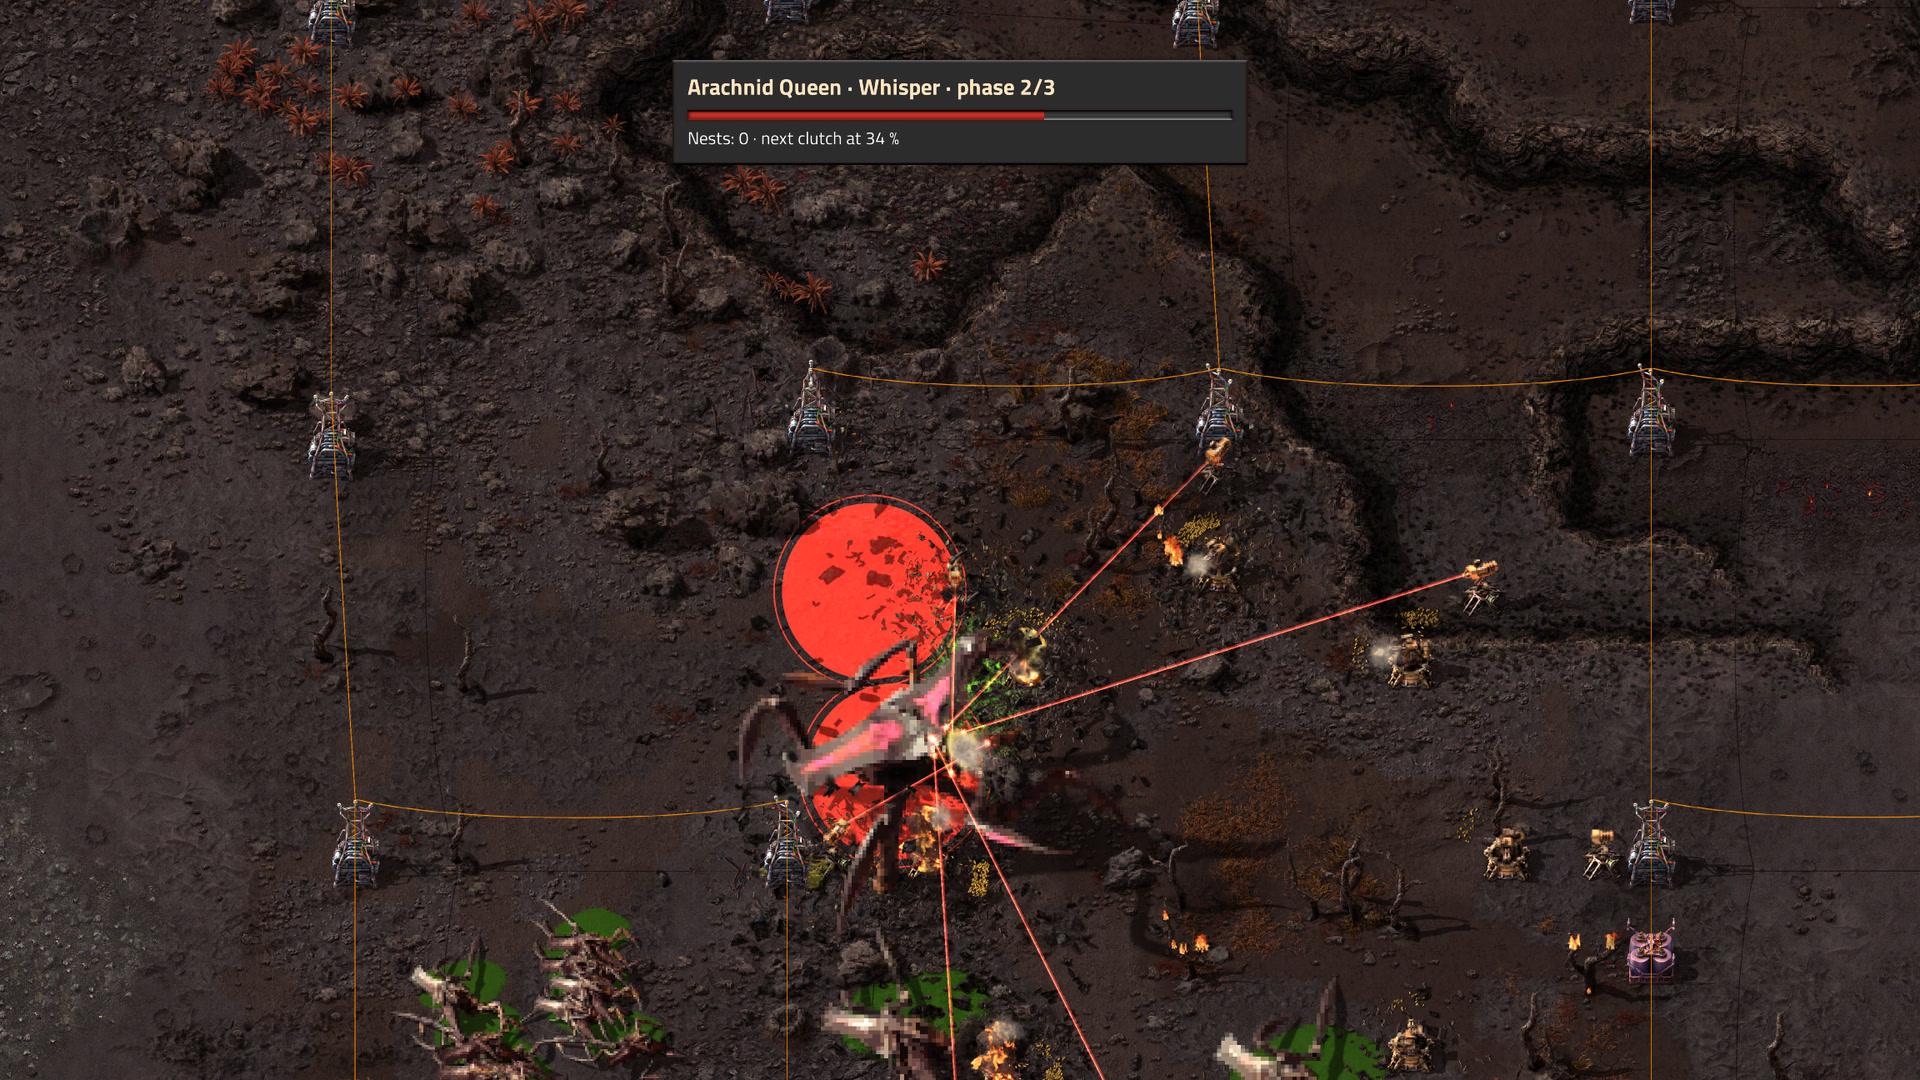 Arachnid Queen · Whisper · phase 2/3
Nests: 0 · next clutch at 34 %